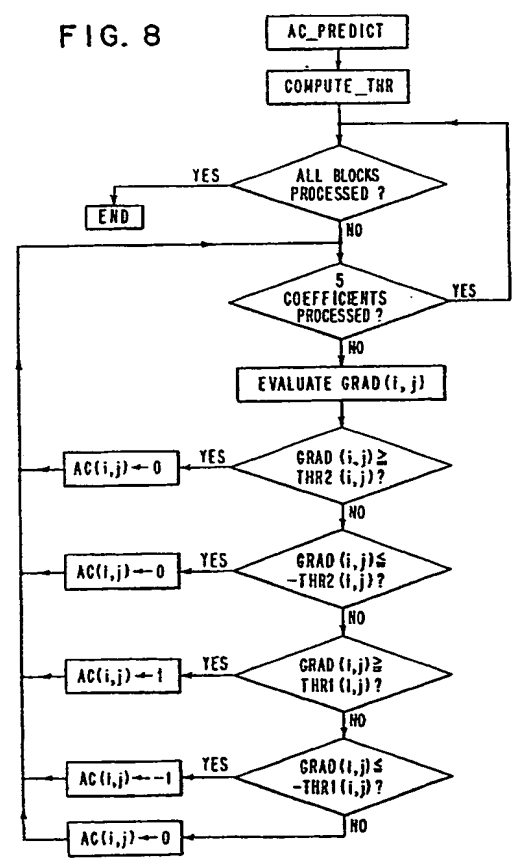 FIG. 8
AC_PREDICT
COMPUTE_THR
ALL BLOCKS
PROCESSED ?
YES
END
NO
5
COEFFICIENTS
PROCESSED ?
YES
NO
EVALUATE GRAD(i,j)
GRAD(i,j)≧
THR2(i,j)?
YES
AC(i,j)←0
NO
GRAD(i,j)≦
-THR2(i,j)?
YES
AC(i,j)←0
NO
GRAD(i,j)≧
THR1(i,j)?
YES
AC(i,j)←1
NO
GRAD(i,j)≦
-THR1(i,j)?
YES
AC(i,j)←-1
NO
AC(i,j)←0